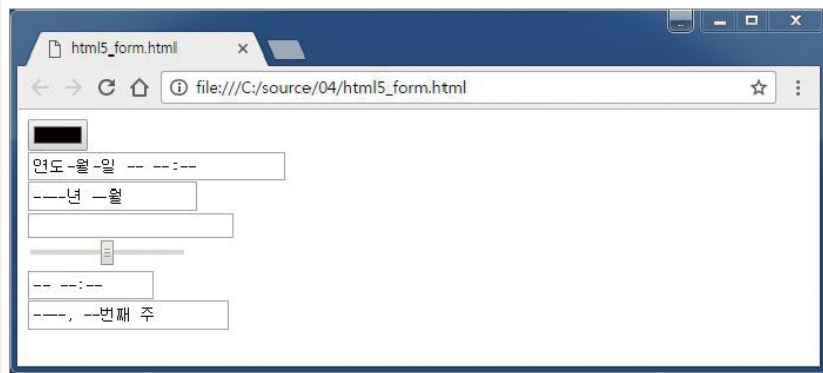 html5_form.html
file:///C:/source/04/html5_form.html
연도-월-일 -- --:--
----년 --월
-- --:--
----, --번째 주